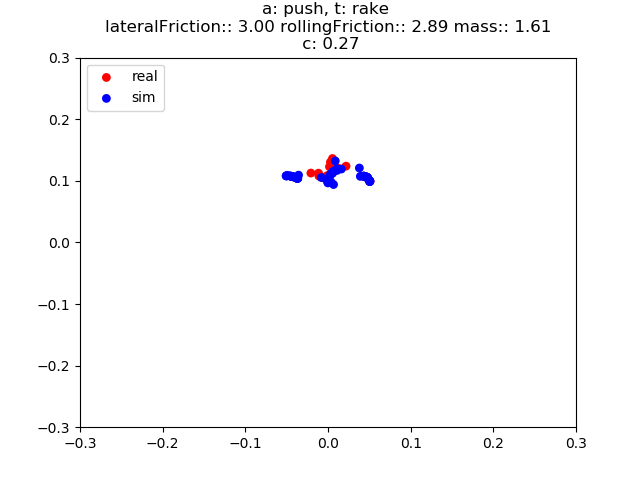 a: push, t: rake
lateralFriction:: 3.00 rollingFriction:: 2.89 mass:: 1.61
c: 0.27
real
sim
0.3
0.2
0.1
0.0
−0.1
−0.2
−0.3
−0.3 −0.2 −0.1 0.0 0.1 0.2 0.3